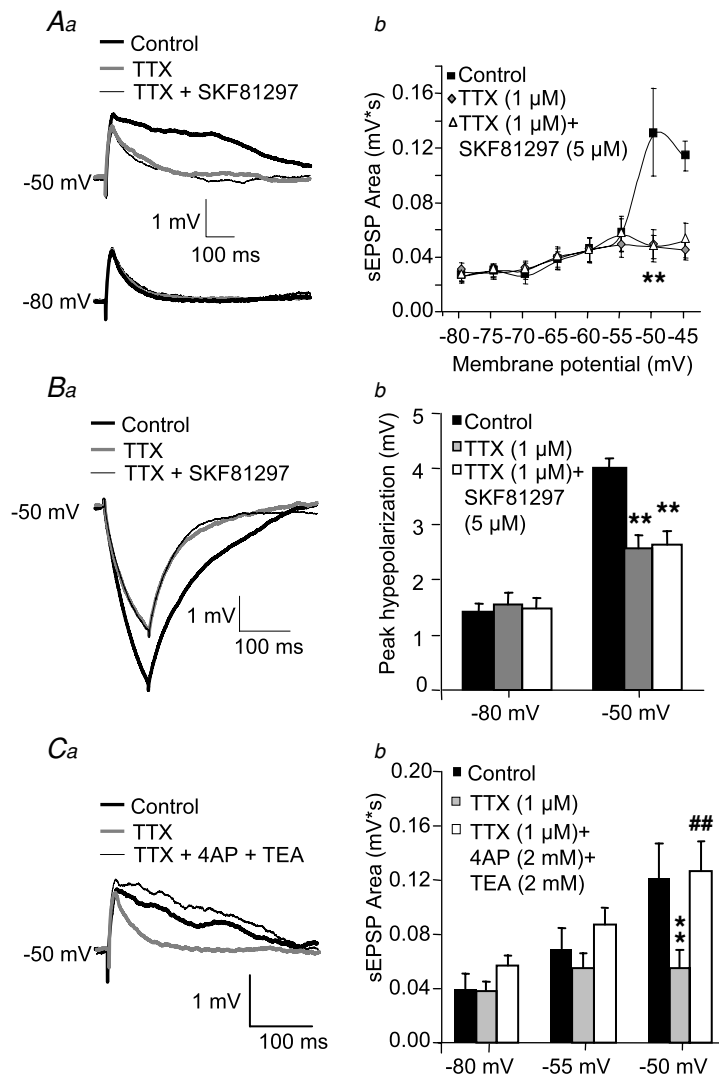 Aa
Control
TTX
TTX + SKF81297
-50 mV
1 mV
100 ms
-80 mV
b
Control
TTX (1 µM)
TTX (1 µM)+
SKF81297 (5 µM)
sEPSP Area (mV*s)
0.16
0.12
0.08
0.04
0.00
**
-80 -75 -70 -65 -60 -55 -50 -45
Membrane potential (mV)
Ba
Control
TTX
TTX + SKF81297
-50 mV
1 mV
100 ms
b
Control
TTX (1 µM)
TTX (1 µM)+
SKF81297
(5 µM)
Peak hypepolarization (mV)
5
4
3
2
1
0
** **
-80 mV -50 mV
Ca
Control
TTX
TTX + 4AP + TEA
-50 mV
1 mV
100 ms
b
Control
TTX (1 µM)
TTX (1 µM)+
4AP (2 mM)+
TEA (2 mM)
sEPSP Area (mV*s)
0.20
0.16
0.12
0.08
0.04
0.00
##
**
-80 mV -55 mV -50 mV